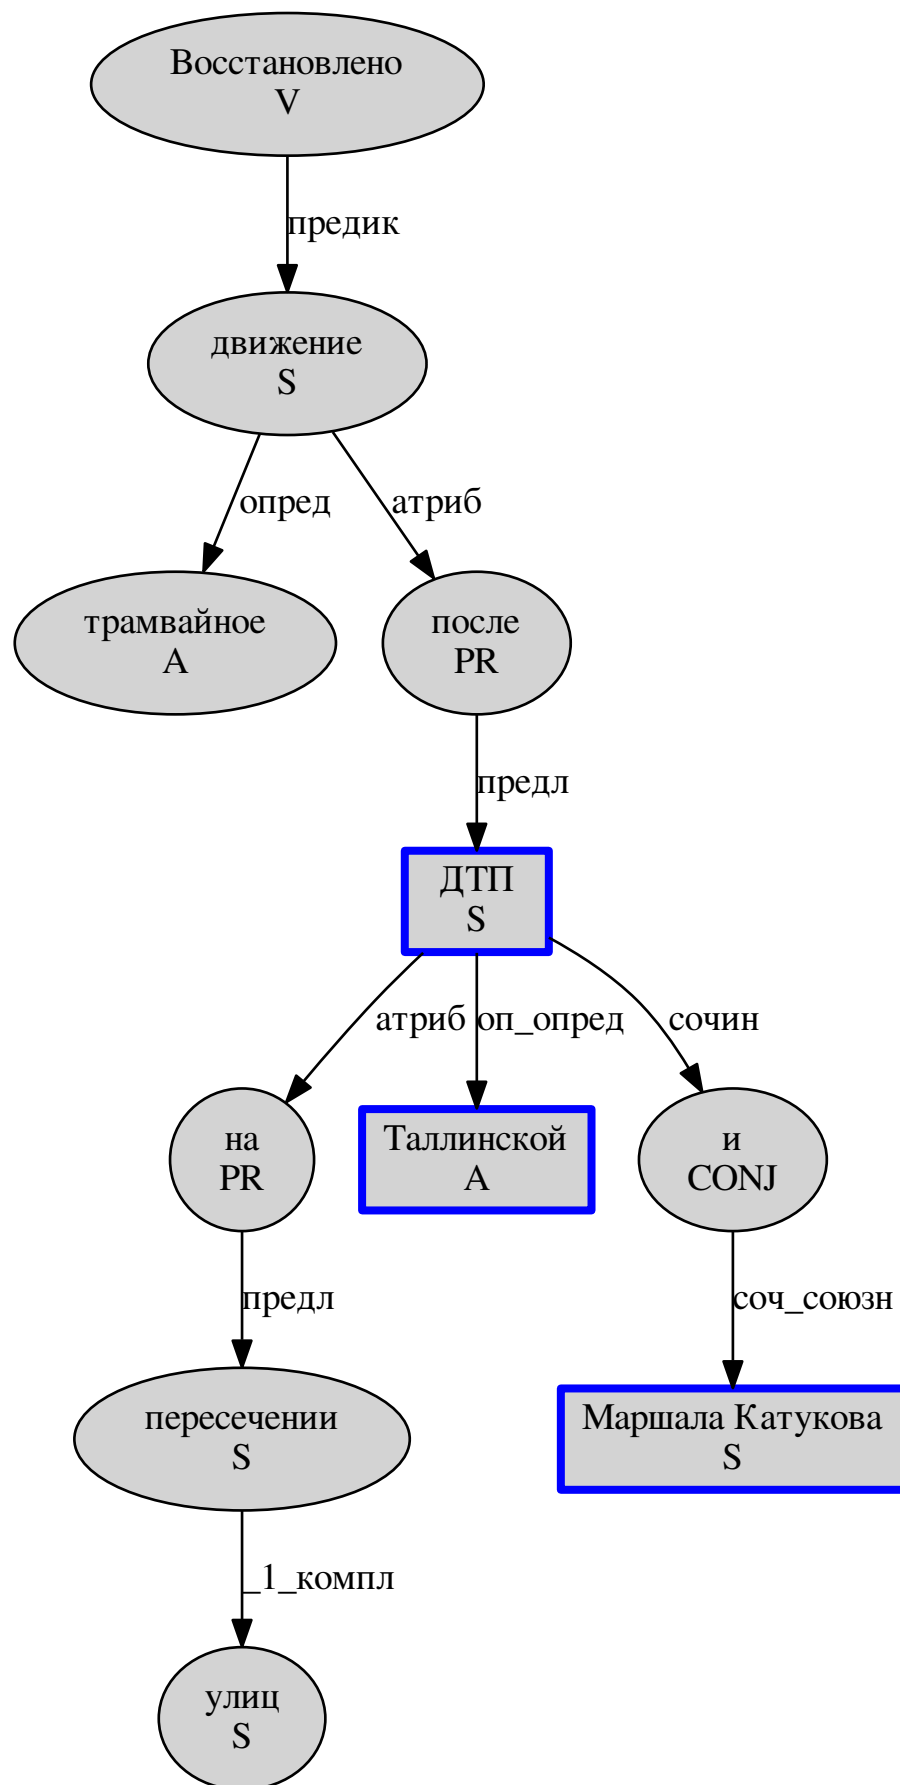 Восстановлено
V
предик
движение
S
опред
атриб
трамвайное
A
после
PR
предл
ДТП
S
атриб
оп_опред
сочин
на
PR
Таллинской
A
и
CONJ
предл
соч_союзн
пересечении
S
Маршала Катукова
S
_1_компл
улиц
S